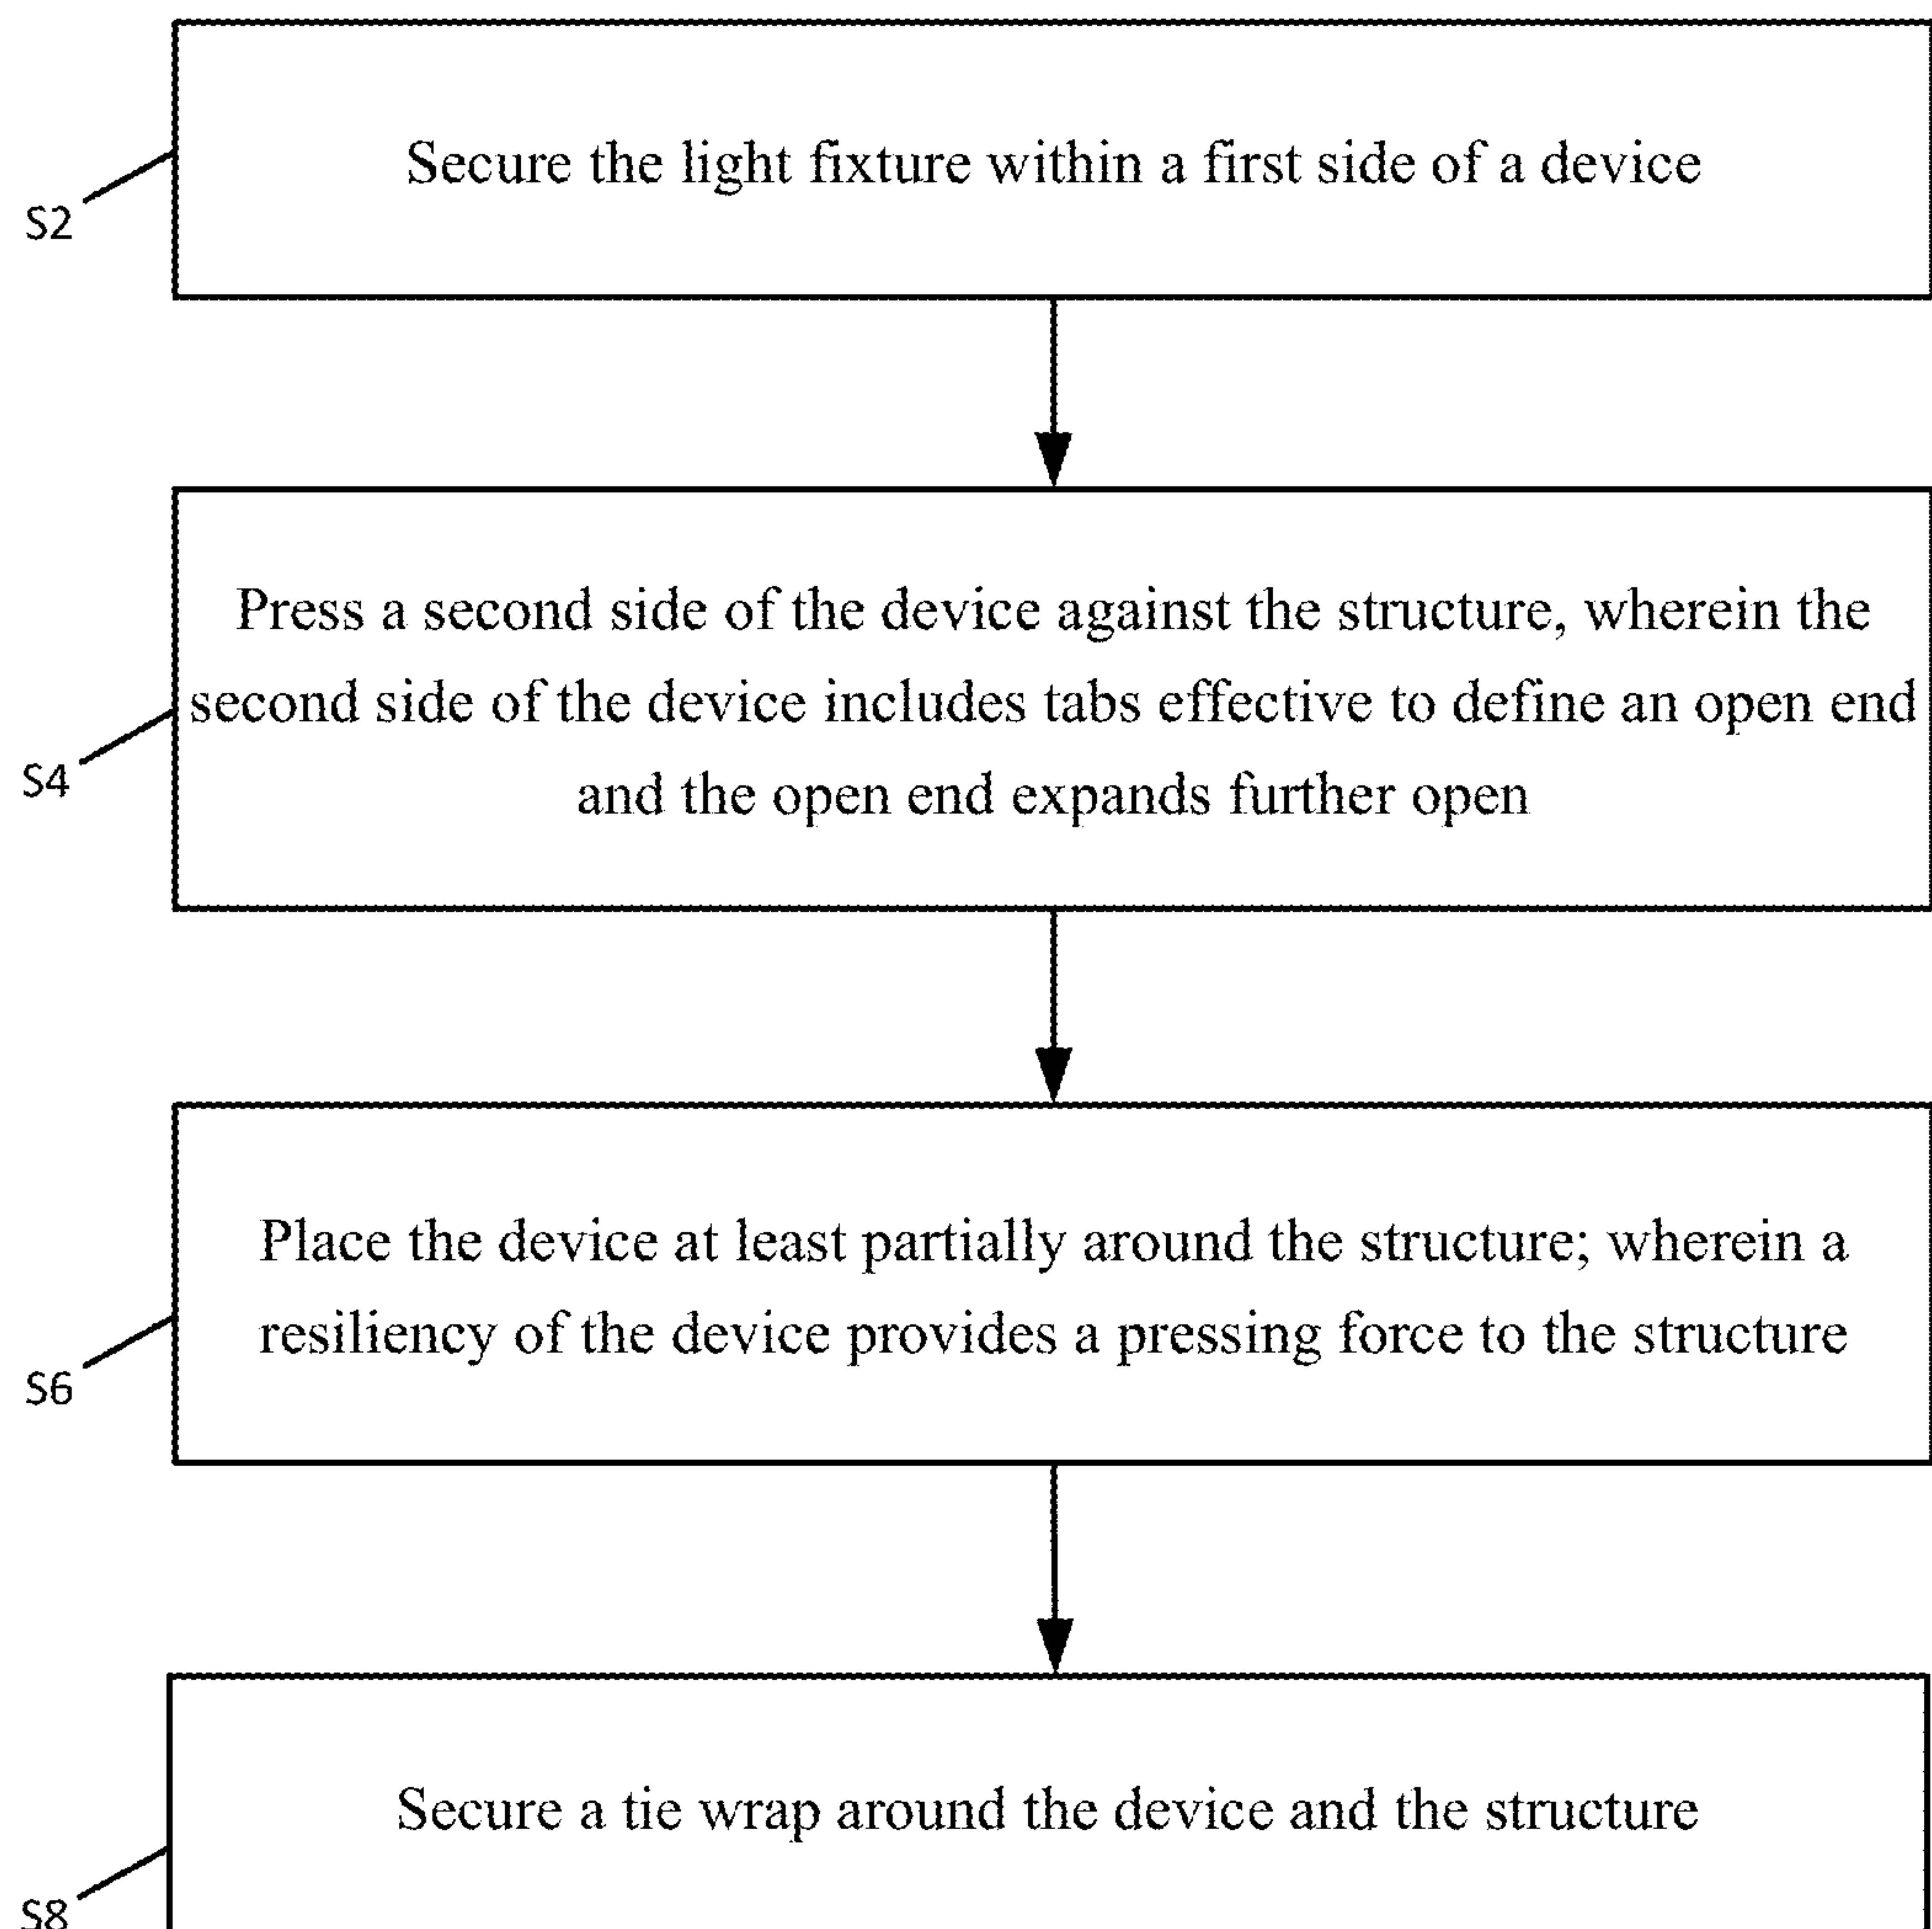 Secure the light fixture within a first side of a device
S2
Press a second side of the device against the structure, wherein the
second side of the device includes tabs effective to define an open end
and the open end expands further open
S4
Place the device at least partially around the structure; wherein a
resiliency of the device provides a pressing force to the structure
S6
Secure a tie wrap around the device and the structure
S8